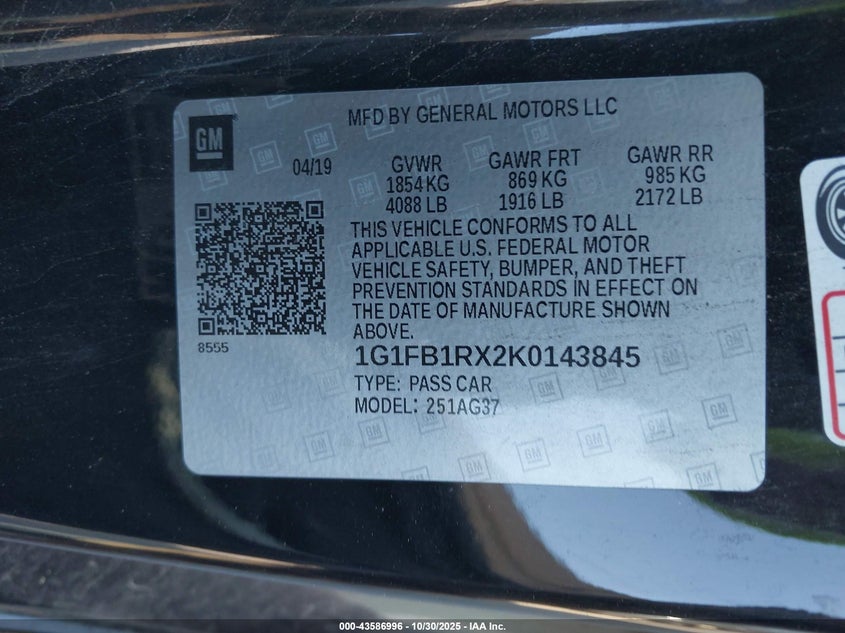 MFD BY GENERAL MOTORS LLC
GM
04/19
GVWR GAWR FRT GAWR RR
1854 KG 869 KG 985 KG
4088 LB 1916 LB 2172 LB
THIS VEHICLE CONFORMS TO ALL
APPLICABLE U.S. FEDERAL MOTOR
VEHICLE SAFETY, BUMPER, AND THEFT
PREVENTION STANDARDS IN EFFECT ON
THE DATE OF MANUFACTURE SHOWN
ABOVE.
8555
1G1FB1RX2K0143845
TYPE: PASS CAR
MODEL: 251AG37
000-43586996 - 10/30/2025 - IAA Inc.